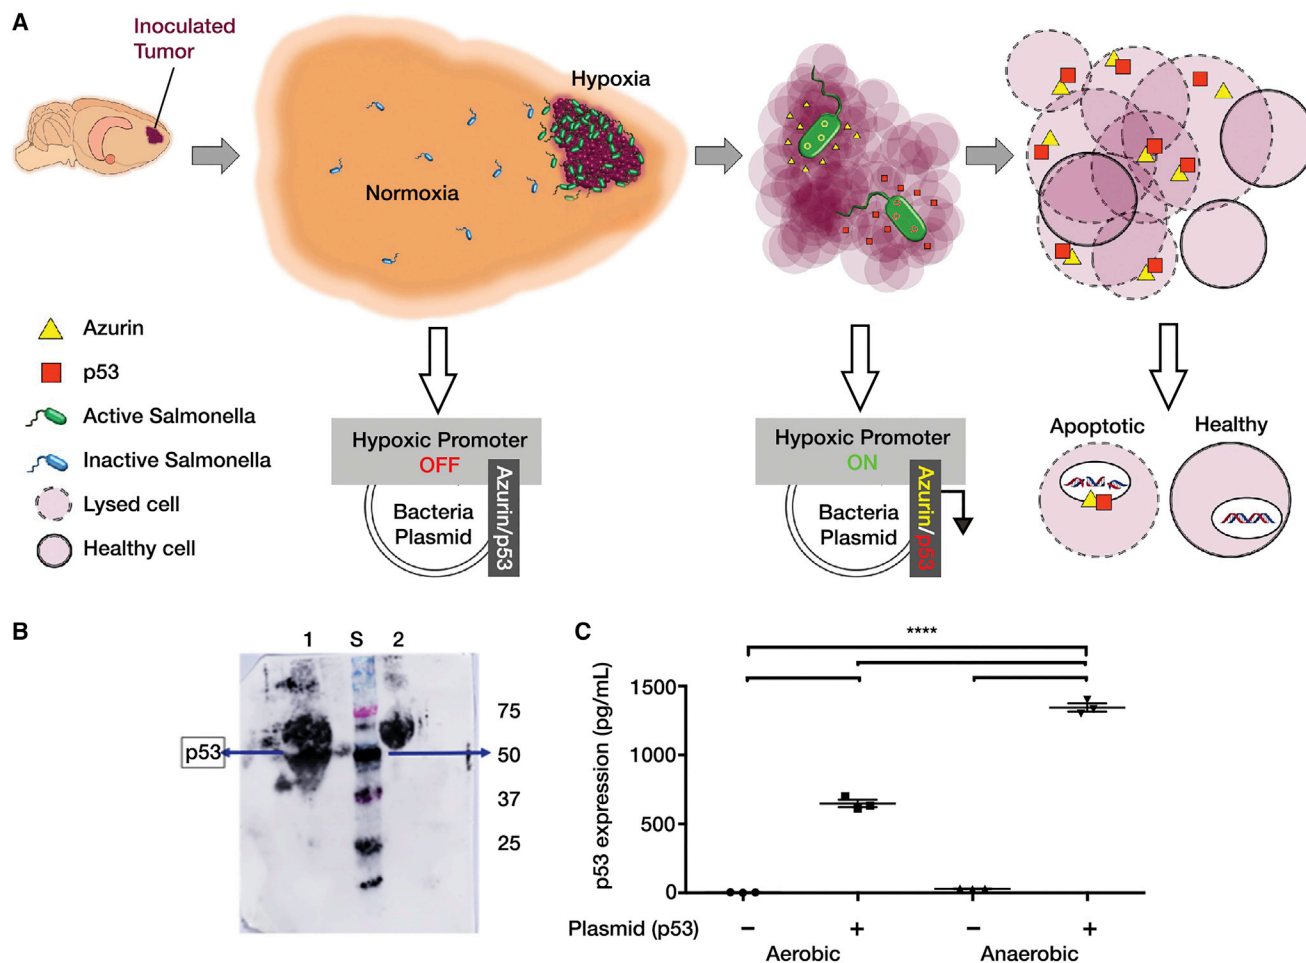 A
Inoculated
Tumor
Hypoxia
Normoxia
Azurin
p53
Active Salmonella
Inactive Salmonella
Lysed cell
Healthy cell
Hypoxic Promoter
OFF
Bacteria
Plasmid
Azurin/p53
Hypoxic Promoter
ON
Bacteria
Plasmid
Azurin/p53
Apoptotic
Healthy
B
1 S 2
75
p53
50
37
25
C
****
p53 expression (pg/mL)
1500
1000
500
0
Plasmid (p53) − + − +
Aerobic Anaerobic